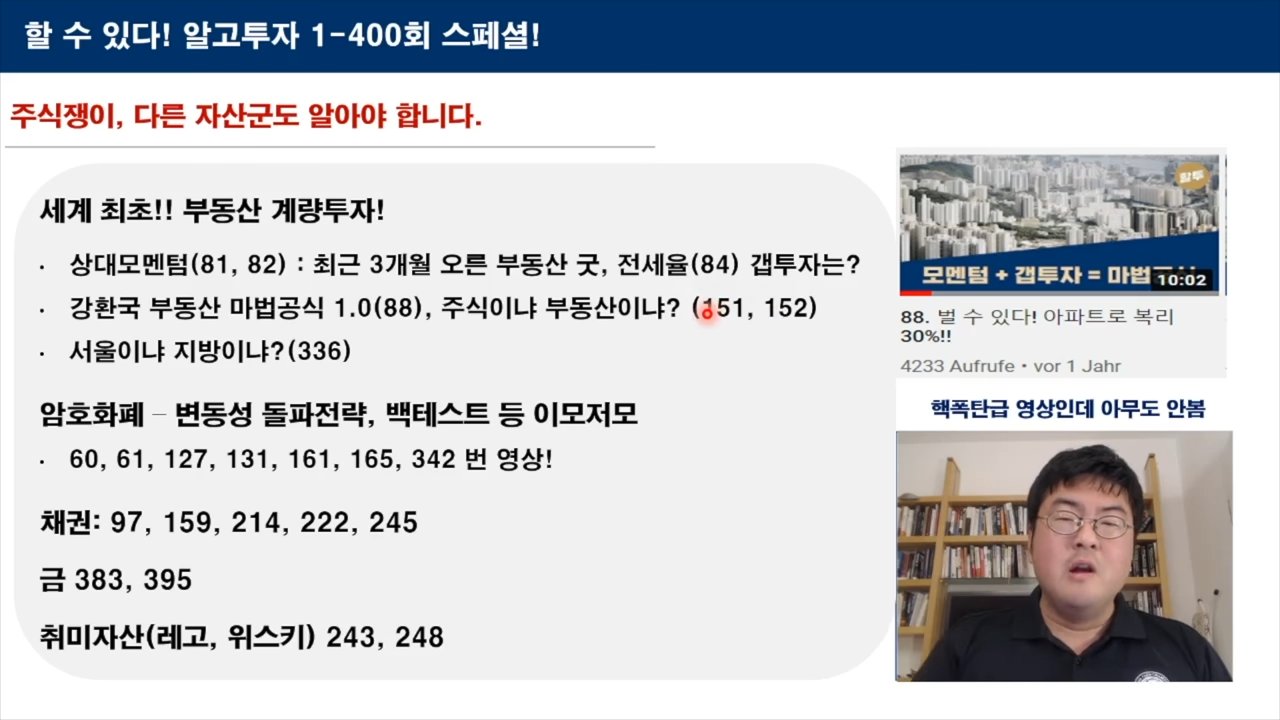 할 수 있다! 알고투자 1-400회 스페셜!
주식쟁이, 다른 자산군도 알아야 합니다.
세계 최초!! 부동산 계량투자!
· 상대모멘텀(81, 82) : 최근 3개월 오른 부동산 굿, 전세율(84) 갭투자는?
· 강환국 부동산 마법공식 1.0(88), 주식이냐 부동산이냐? (151, 152)
· 서울이냐 지방이냐?(336)
암호화폐 – 변동성 돌파전략, 백테스트 등 이모저모
· 60, 61, 127, 131, 161, 165, 342 번 영상!
채권: 97, 159, 214, 222, 245
금 383, 395
취미자산(레고, 위스키) 243, 248
할투
모멘텀 + 갭투자 = 마법
10:02
88. 벌 수 있다! 아파트로 복리
30%!!
4233 Aufrufe • vor 1 Jahr
핵폭탄급 영상인데 아무도 안봄